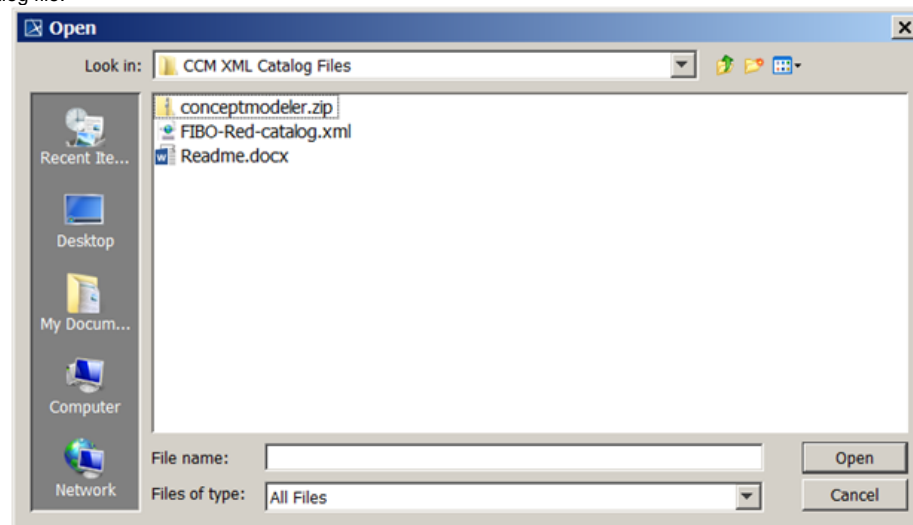 Open
Look in: CCM XML Catalog Files
conceptmodeler.zip
FIBO-Red-catalog.xml
Readme.docx
Recent Ite...
Desktop
My Docum...
Computer
Network
File name:
Open
Files of type: All Files
Cancel